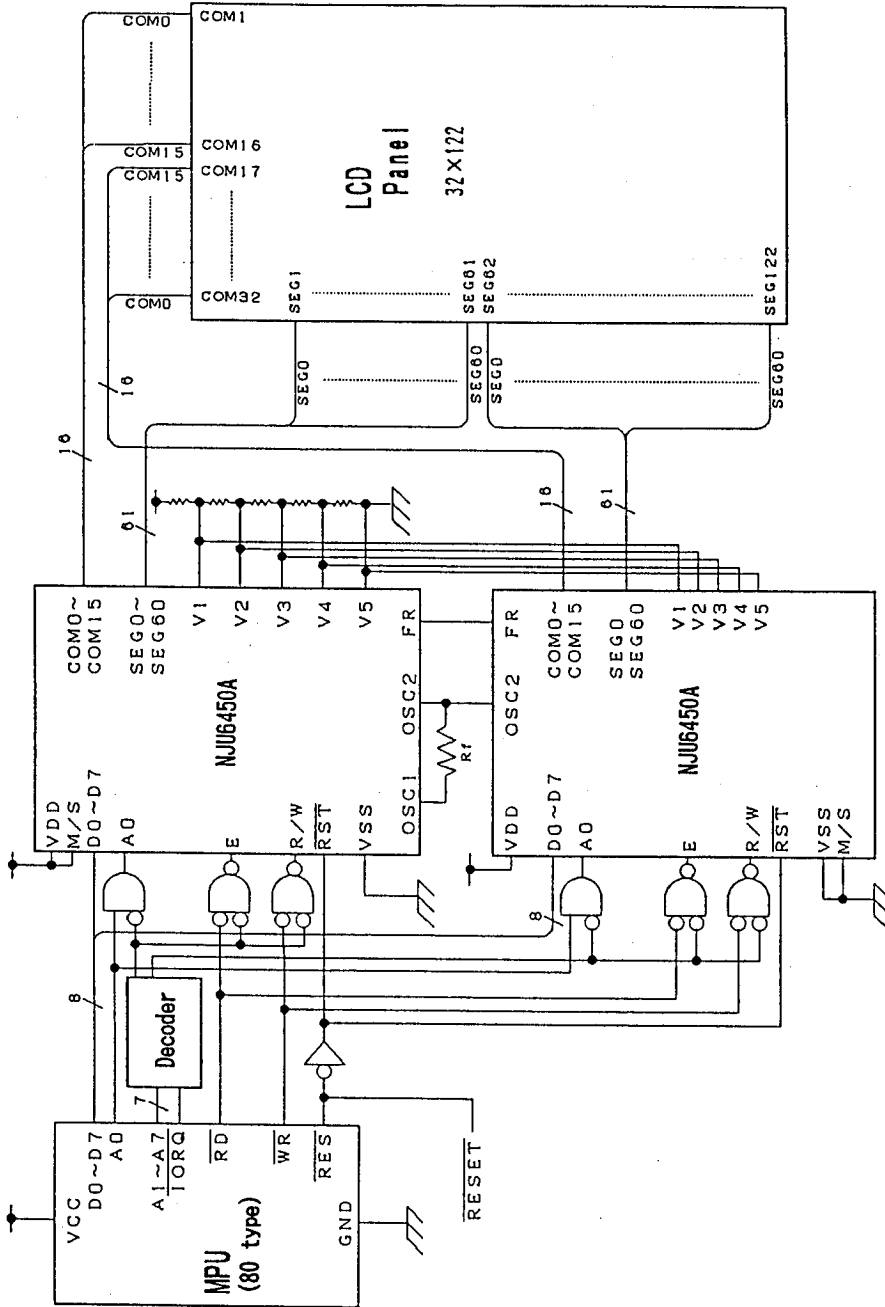 VCC
D0~D7
A0
A1~A7
IORQ
RD
WR
RES
GND
MPU
(80 type)
RESET
8
7
Decoder
VDD
M/S
D0~D7
A0
E
R/W
RST
VSS
NJU6450A
COM0~
COM15
SEG0~
SEG60
V1
V2
V3
V4
V5
FR
OSC2
OSC1
Rf
8
VDD
D0~D7
A0
E
R/W
RST
VSS
M/S
NJU6450A
OSC2
FR
COM0~
COM15
SEG0
SEG60
V1
V2
V3
V4
V5
16
61
16
61
16
COM0
COM15
COM15
COM0
COM1
COM16
COM17
COM32
SEG0
SEG60
SEG0
SEG60
SEG1
SEG61
SEG62
SEG122
LCD
Panel
32×122